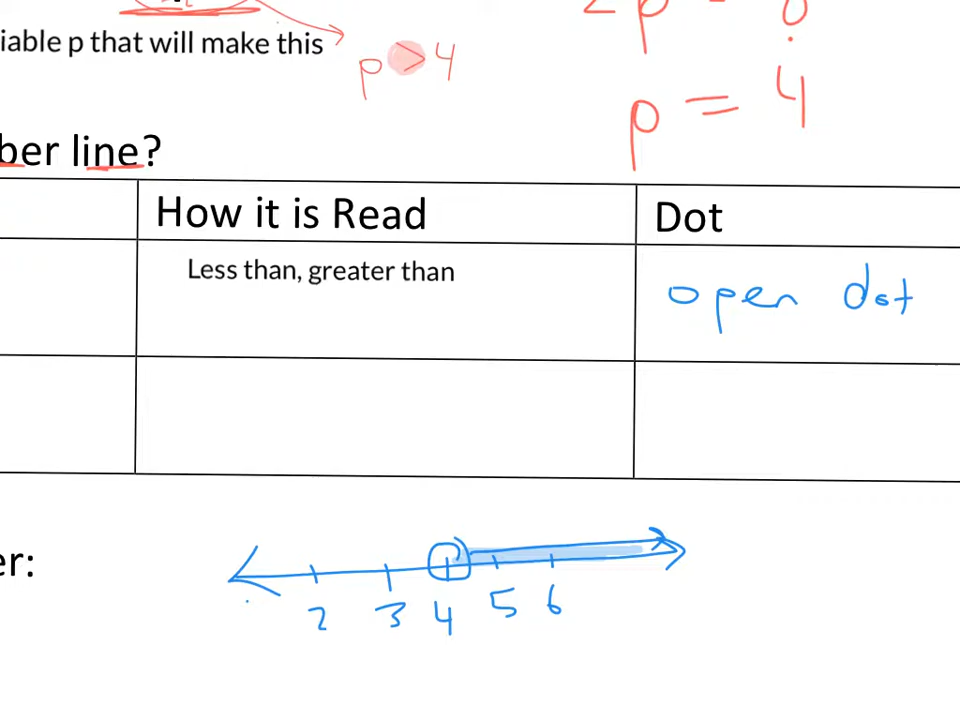 2p =
iable p that will make this
p > 4
p = 4
ber line?
How it is Read
Dot
Less than, greater than
open dot
er:
2 3 4 5 6